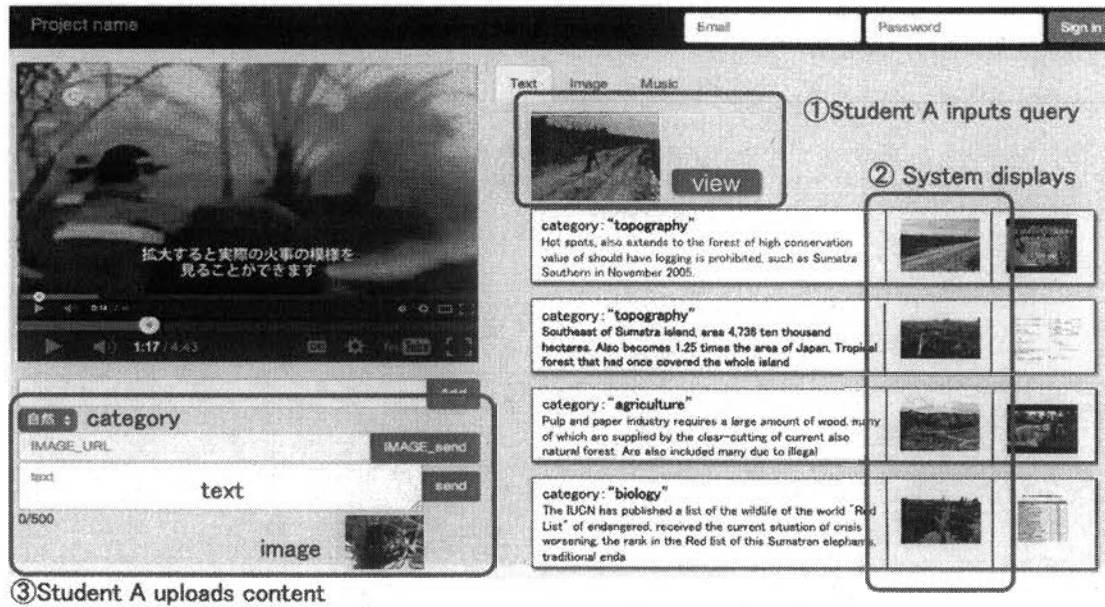 Project name
Email
Password
Sign in
Text
Image
Music
①Student A inputs query
view
② System displays
拡大すると実際の火事の模様を
見ることができます
0:14
1:17 / 4:43
YouTube
category: "topography"
Hot spots, also extends to the forest of high conservation
value of should have logging is prohibited, such as Sumatra
Southern in November 2005.
category: "topography"
Southeast of Sumatra island, area 4,736 ten thousand
hectares. Also becomes 1.25 times the area of Japan. Tropical
forest that had once covered the whole island
category: "agriculture"
Pulp and paper industry requires a large amount of wood, many
of which are supplied by the clear-cutting of current also
natural forest. Are also included many due to illegal
category: "biology"
The IUCN has published a list of the wildlife of the world "Red
List" of endangered, received the current situation of crisis
worsening, the rank in the Red list of this Sumatran elephants,
traditional enda
自然
category
IMAGE_URL
IMAGE_send
text
text
send
0/500
image
③Student A uploads content